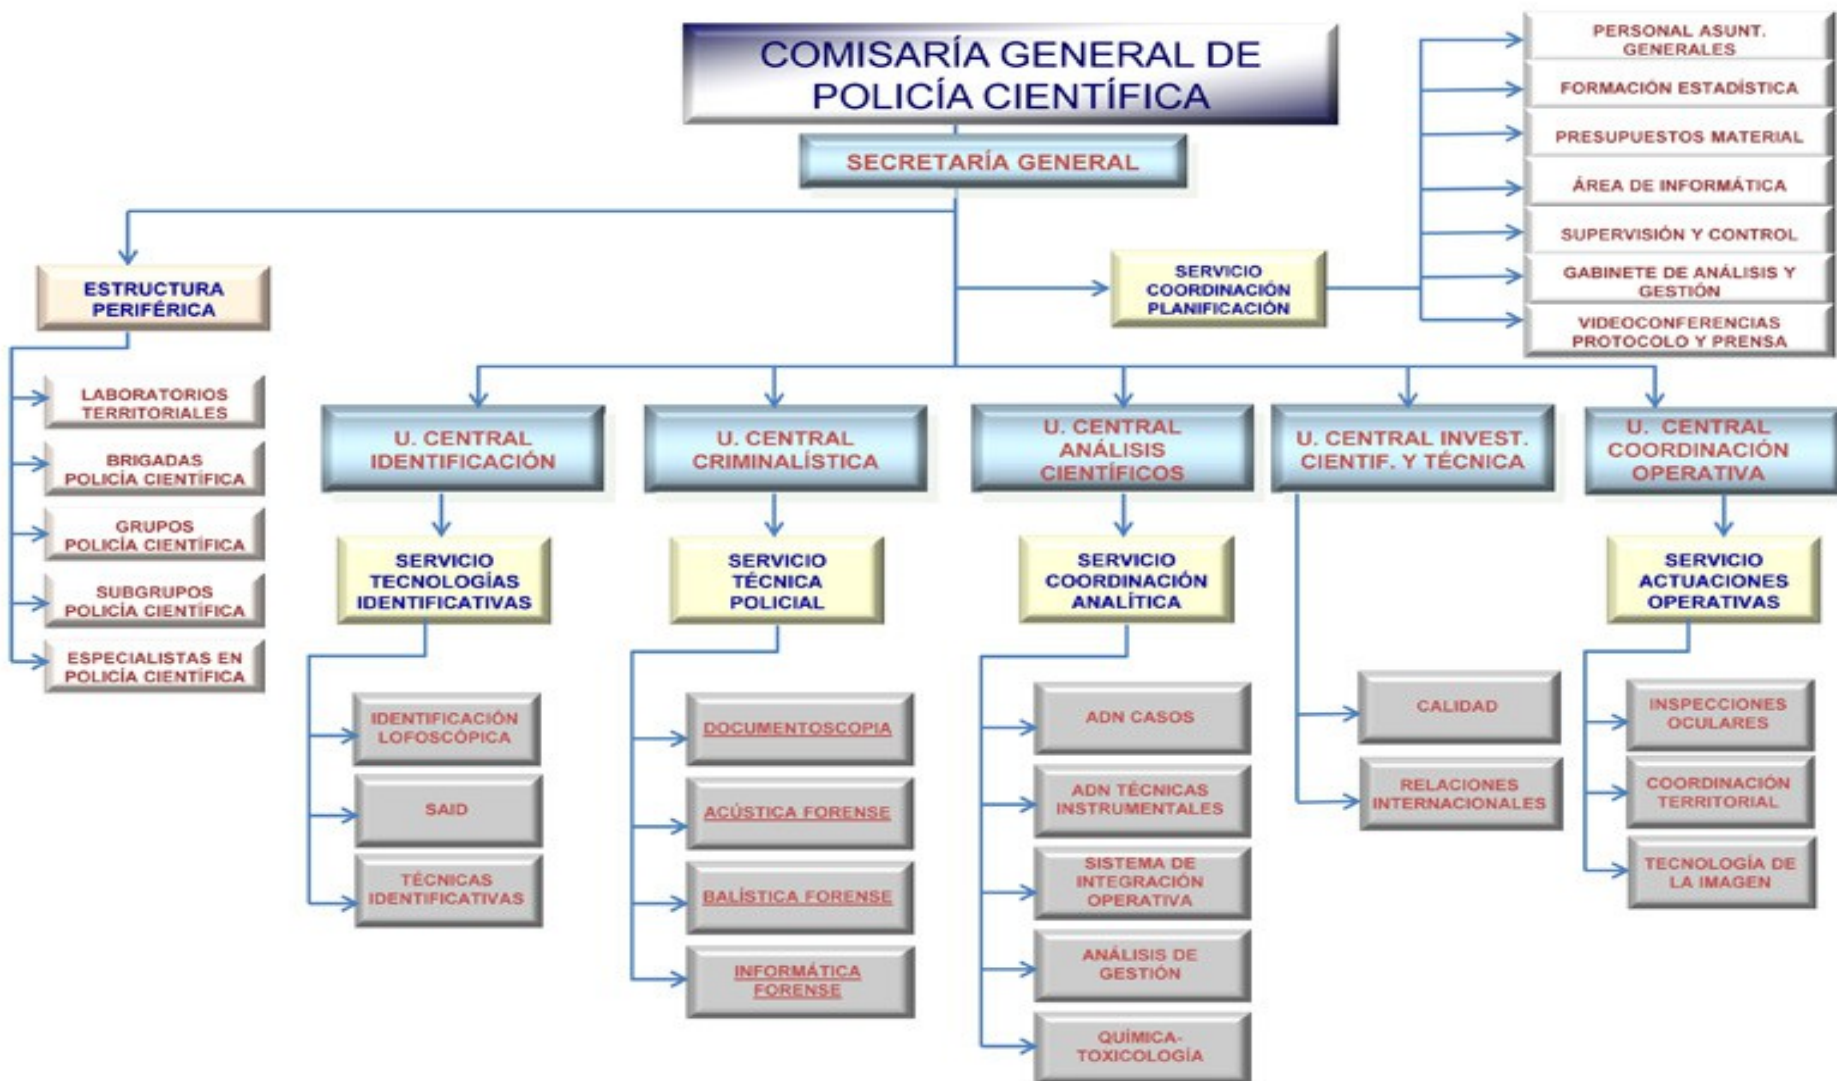 COMISARÍA GENERAL DE
POLICÍA CIENTÍFICA
SECRETARÍA GENERAL
PERSONAL ASUNT.
GENERALES
FORMACIÓN ESTADÍSTICA
PRESUPUESTOS MATERIAL
ÁREA DE INFORMÁTICA
SUPERVISIÓN Y CONTROL
GABINETE DE ANÁLISIS Y
GESTIÓN
VIDEOCONFERENCIAS
PROTOCOLO Y PRENSA
SERVICIO
COORDINACIÓN
PLANIFICACIÓN
ESTRUCTURA
PERIFÉRICA
LABORATORIOS
TERRITORIALES
BRIGADAS
POLICÍA CIENTÍFICA
GRUPOS
POLICÍA CIENTÍFICA
SUBGRUPOS
POLICÍA CIENTÍFICA
ESPECIALISTAS EN
POLICÍA CIENTÍFICA
U. CENTRAL
IDENTIFICACIÓN
SERVICIO
TECNOLOGÍAS
IDENTIFICATIVAS
IDENTIFICACIÓN
LOFOSCÓPICA
SAID
TÉCNICAS
IDENTIFICATIVAS
U. CENTRAL
CRIMINALÍSTICA
SERVICIO
TÉCNICA
POLICIAL
DOCUMENTOSCOPIA
ACÚSTICA FORENSE
BALÍSTICA FORENSE
INFORMÁTICA
FORENSE
U. CENTRAL
ANÁLISIS
CIENTÍFICOS
SERVICIO
COORDINACIÓN
ANALÍTICA
ADN CASOS
ADN TÉCNICAS
INSTRUMENTALES
SISTEMA DE
INTEGRACIÓN
OPERATIVA
ANÁLISIS DE
GESTIÓN
QUÍMICA-
TOXICOLOGÍA
U. CENTRAL INVEST.
CIENTIF. Y TÉCNICA
CALIDAD
RELACIONES
INTERNACIONALES
U. CENTRAL
COORDINACIÓN
OPERATIVA
SERVICIO
ACTUACIONES
OPERATIVAS
INSPECCIONES
OCULARES
COORDINACIÓN
TERRITORIAL
TECNOLOGÍA DE
LA IMAGEN